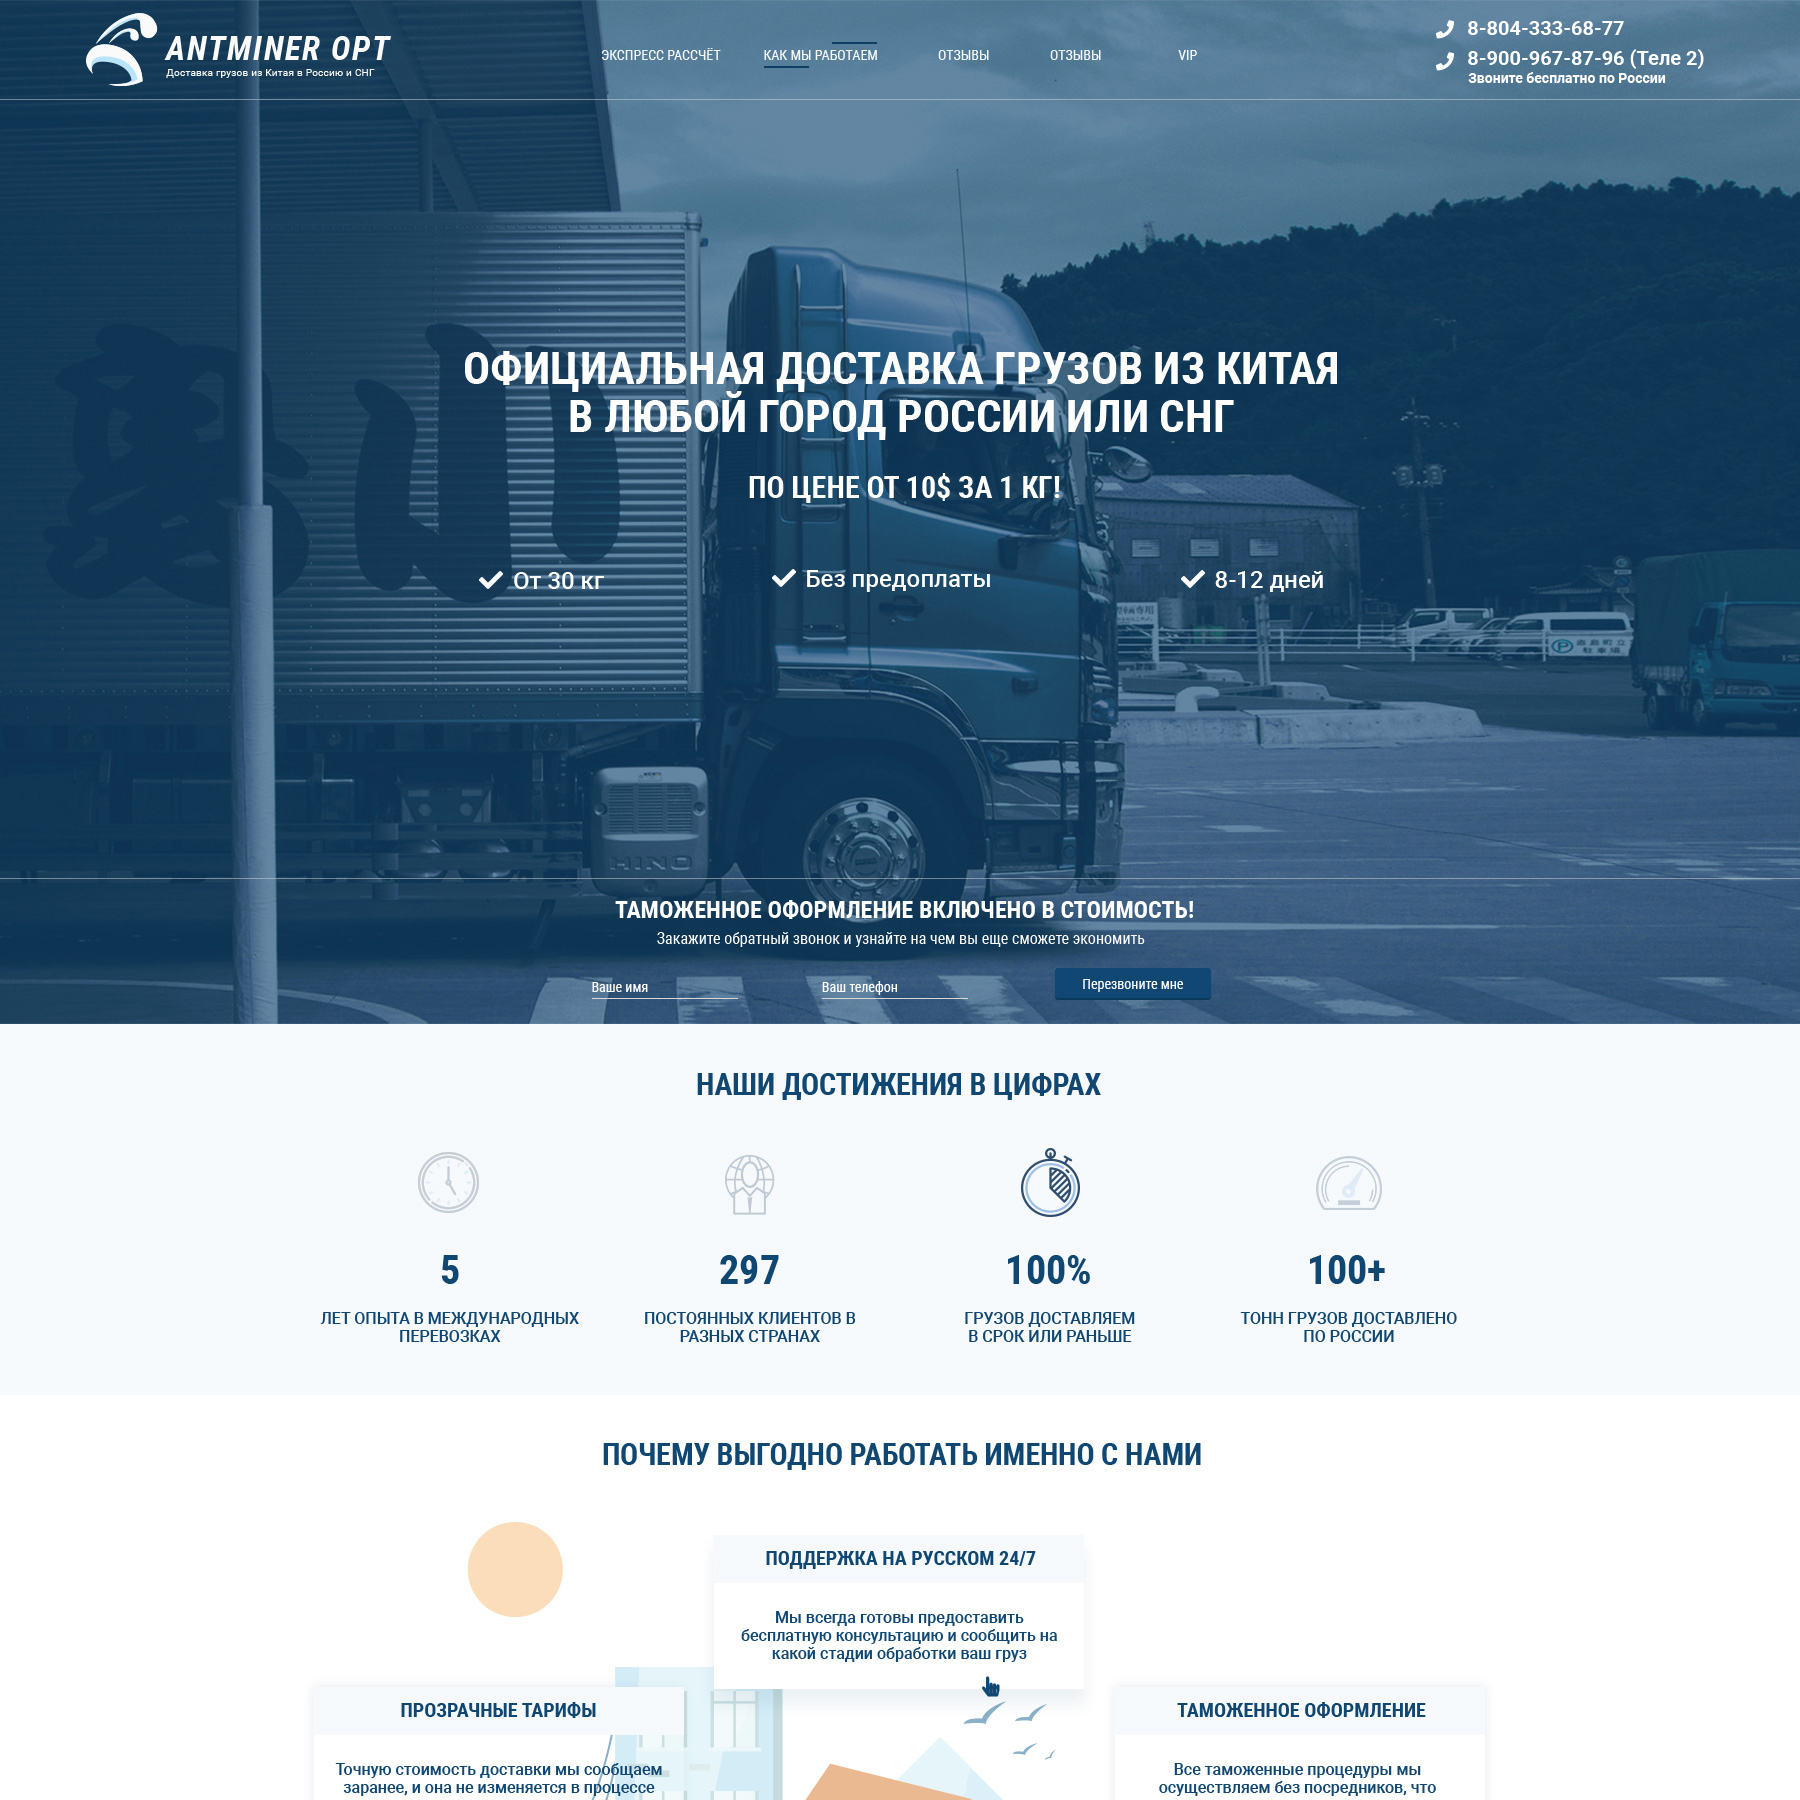 ANTMINER OPT
Доставка грузов из Китая в Россию и СНГ
ЭКСПРЕСС РАССЧЁТ
КАК МЫ РАБОТАЕМ
ОТЗЫВЫ
ОТЗЫВЫ
VIP
8-804-333-68-77
8-900-967-87-96 (Теле 2)
Звоните бесплатно по России
ОФИЦИАЛЬНАЯ ДОСТАВКА ГРУЗОВ ИЗ КИТАЯ
В ЛЮБОЙ ГОРОД РОССИИ ИЛИ СНГ
ПО ЦЕНЕ ОТ 10$ ЗА 1 КГ!
От 30 кг
Без предоплаты
8-12 дней
HINO
ТАМОЖЕННОЕ ОФОРМЛЕНИЕ ВКЛЮЧЕНО В СТОИМОСТЬ!
Закажите обратный звонок и узнайте на чем вы еще сможете экономить
Ваше имя
Ваш телефон
Перезвоните мне
НАШИ ДОСТИЖЕНИЯ В ЦИФРАХ
5
ЛЕТ ОПЫТА В МЕЖДУНАРОДНЫХ
ПЕРЕВОЗКАХ
297
ПОСТОЯННЫХ КЛИЕНТОВ В
РАЗНЫХ СТРАНАХ
100%
ГРУЗОВ ДОСТАВЛЯЕМ
В СРОК ИЛИ РАНЬШЕ
100+
ТОНН ГРУЗОВ ДОСТАВЛЕНО
ПО РОССИИ
ПОЧЕМУ ВЫГОДНО РАБОТАТЬ ИМЕННО С НАМИ
ПОДДЕРЖКА НА РУССКОМ 24/7
Мы всегда готовы предоставить
бесплатную консультацию и сообщить на
какой стадии обработки ваш груз
ПРОЗРАЧНЫЕ ТАРИФЫ
Точную стоимость доставки мы сообщаем
заранее, и она не изменяется в процессе
ТАМОЖЕННОЕ ОФОРМЛЕНИЕ
Все таможенные процедуры мы
осуществляем без посредников, что